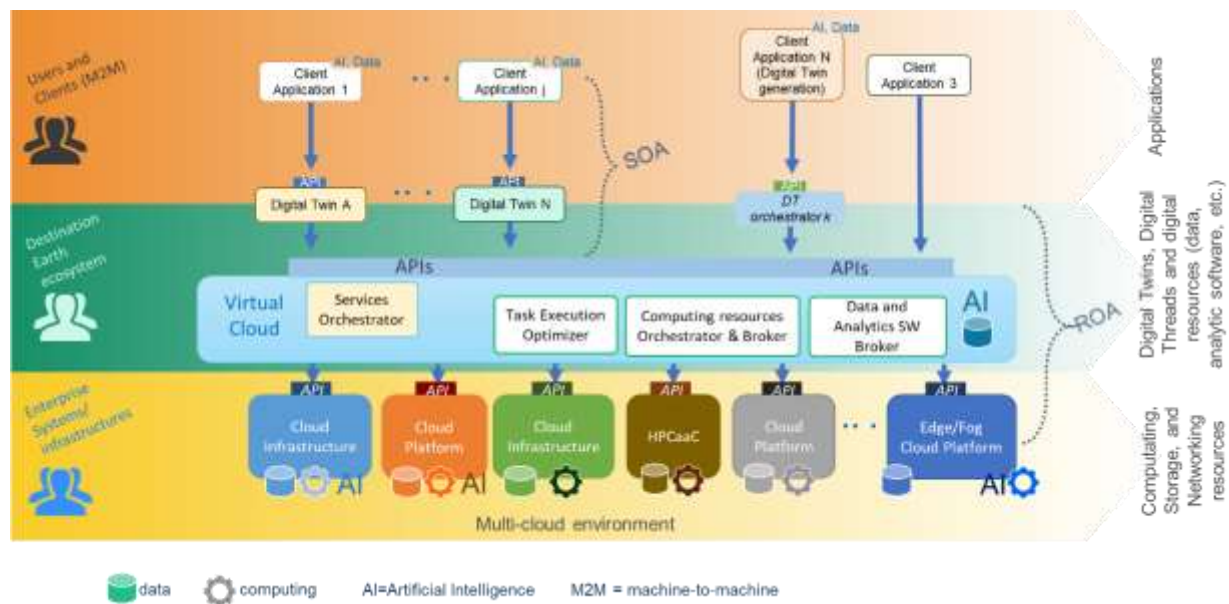 Users and
Clients (M2M)
AI, Data
Client
Application 1
AI, Data
Client
Application j
AI, Data
Client
Application N
(Digital Twin
generation)
Client
Application 3
Applications
SOA
API
Digital Twin A
API
Digital Twin N
API
DT
orchestrator k
Destination
Earth
ecosystem
APIs
APIs
Virtual
Cloud
Services
Orchestrator
Task Execution
Optimizer
Computing resources
Orchestrator & Broker
Data and
Analytics SW
Broker
AI
ROA
Digital Twins, Digital
Threads and digital
resources (data,
analytic software, etc.)
Enterprise
Systems/
infrastructures
API
Cloud
Infrastructure
AI
API
Cloud
Platform
AI
API
Cloud
Infrastructure
API
HPCaaC
API
Cloud
Platform
API
Edge/Fog
Cloud Platform
AI
Multi-cloud environment
Computating,
Storage, and
Networking
resources
data
computing
AI=Artificial Intelligence
M2M = machine-to-machine